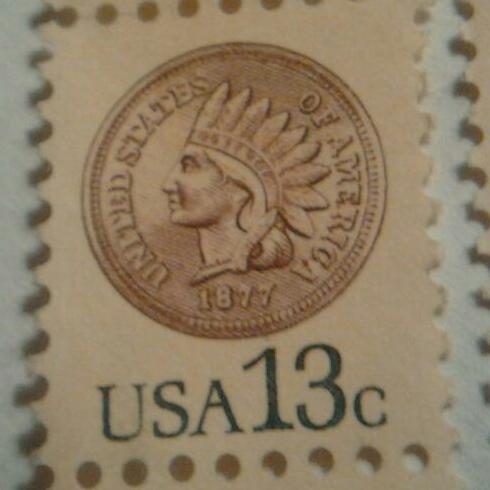 UNITED STATES OF AMERICA
1877
USA 13c